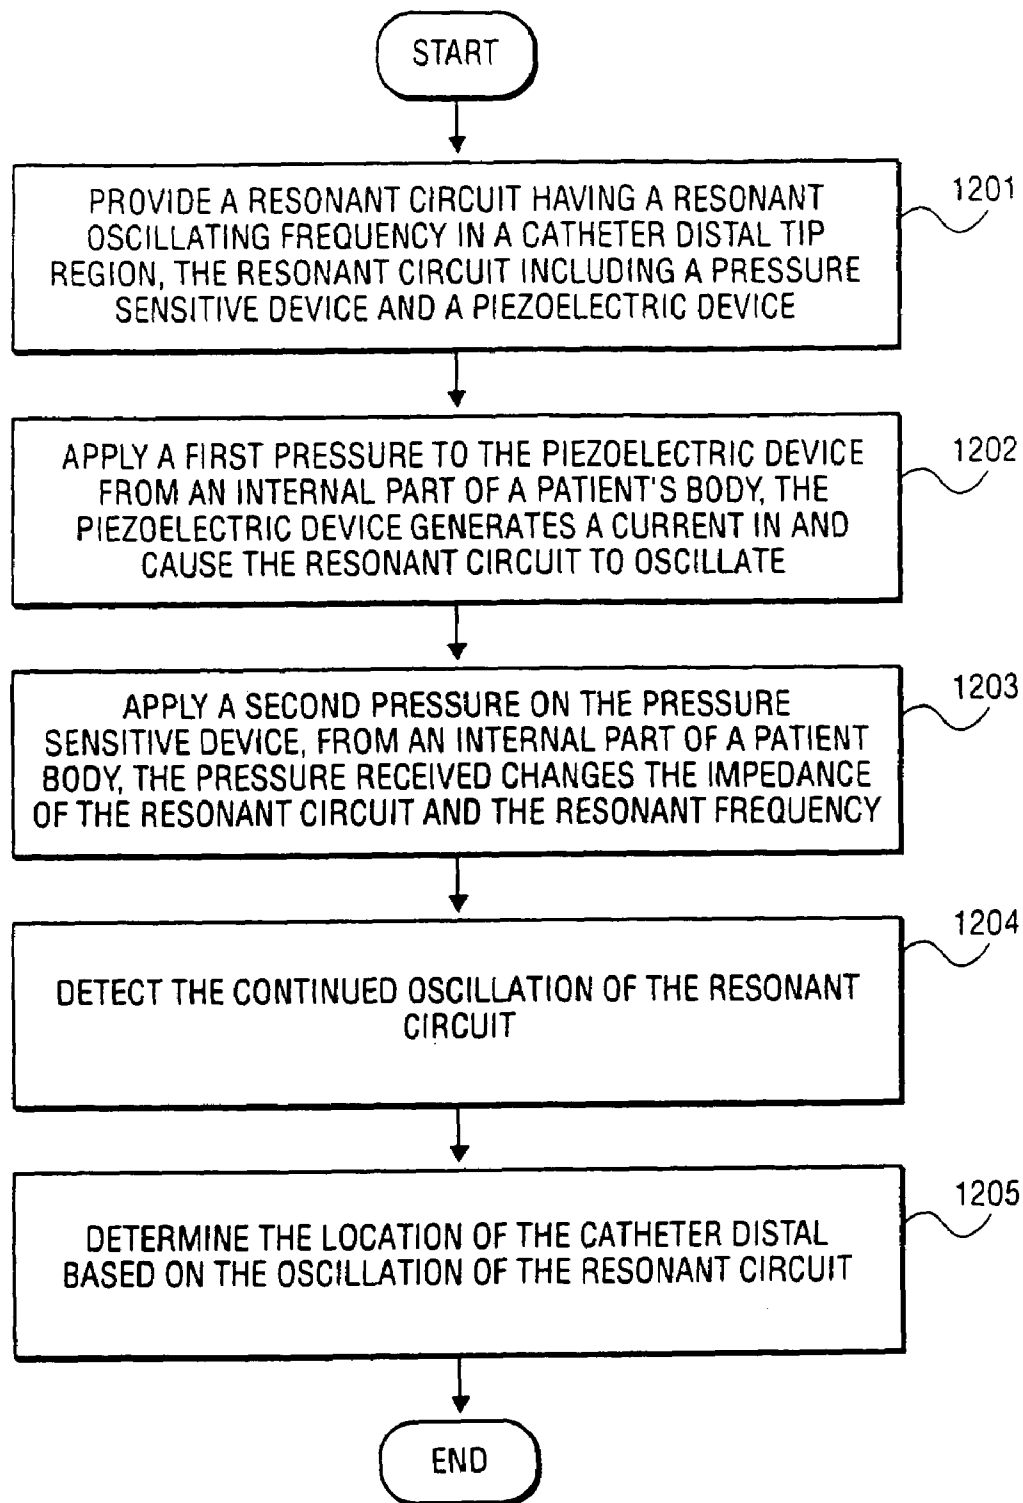 START
PROVIDE A RESONANT CIRCUIT HAVING A RESONANT
OSCILLATING FREQUENCY IN A CATHETER DISTAL TIP
REGION, THE RESONANT CIRCUIT INCLUDING A PRESSURE
SENSITIVE DEVICE AND A PIEZOELECTRIC DEVICE
1201
APPLY A FIRST PRESSURE TO THE PIEZOELECTRIC DEVICE
FROM AN INTERNAL PART OF A PATIENT'S BODY, THE
PIEZOELECTRIC DEVICE GENERATES A CURRENT IN AND
CAUSE THE RESONANT CIRCUIT TO OSCILLATE
1202
APPLY A SECOND PRESSURE ON THE PRESSURE
SENSITIVE DEVICE, FROM AN INTERNAL PART OF A PATIENT
BODY, THE PRESSURE RECEIVED CHANGES THE IMPEDANCE
OF THE RESONANT CIRCUIT AND THE RESONANT FREQUENCY
1203
DETECT THE CONTINUED OSCILLATION OF THE RESONANT
CIRCUIT
1204
DETERMINE THE LOCATION OF THE CATHETER DISTAL
BASED ON THE OSCILLATION OF THE RESONANT CIRCUIT
1205
END